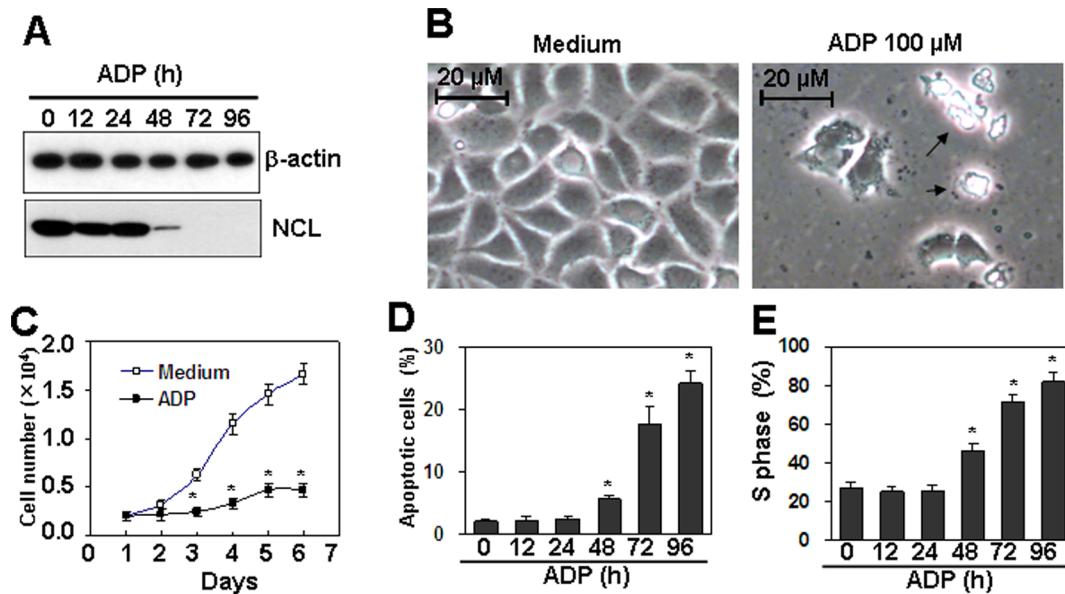 A
ADP (h)
0 12 24 48 72 96
β-actin
NCL
B
Medium
ADP 100 µM
20 µM
20 µM
C
Cell number (×10⁴)
2.0
1.5
1.0
0.5
0.0
Medium
ADP
* * * *
0 1 2 3 4 5 6 7
Days
D
Apoptotic cells (%)
30
20
10
0
* * *
0 12 24 48 72 96
ADP (h)
E
S phase (%)
100
80
60
40
20
0
* * *
0 12 24 48 72 96
ADP (h)